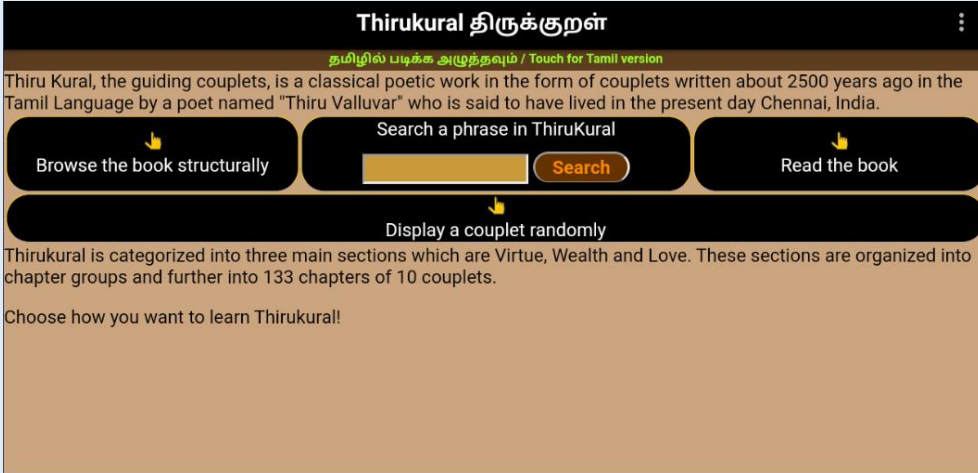 Thirukural திருக்குறள்
தமிழில் படிக்க அழுத்தவும் / Touch for Tamil version
Thiru Kural, the guiding couplets, is a classical poetic work in the form of couplets written about 2500 years ago in the
Tamil Language by a poet named "Thiru Valluvar" who is said to have lived in the present day Chennai, India.
Browse the book structurally
Search a phrase in ThiruKural
Search
Read the book
Display a couplet randomly
Thirukural is categorized into three main sections which are Virtue, Wealth and Love. These sections are organized into
chapter groups and further into 133 chapters of 10 couplets.
Choose how you want to learn Thirukural!